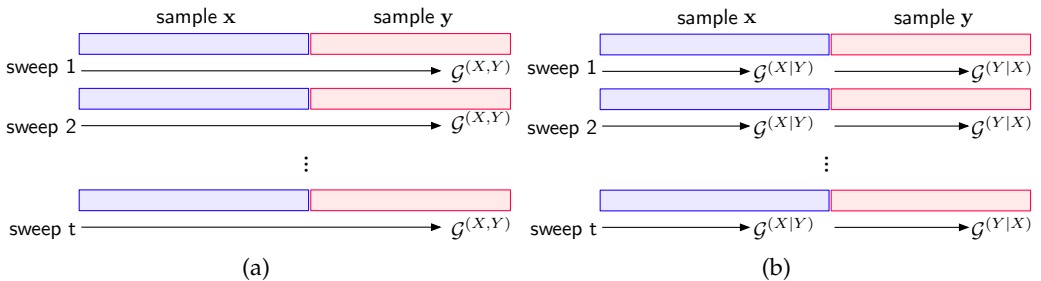 sample x sample y
sweep 1 𝒢^(X,Y)
sweep 2 𝒢^(X,Y)
⋮
sweep t 𝒢^(X,Y)
(a)
sample x sample y
sweep 1 𝒢^(X|Y) 𝒢^(Y|X)
sweep 2 𝒢^(X|Y) 𝒢^(Y|X)
⋮
sweep t 𝒢^(X|Y) 𝒢^(Y|X)
(b)